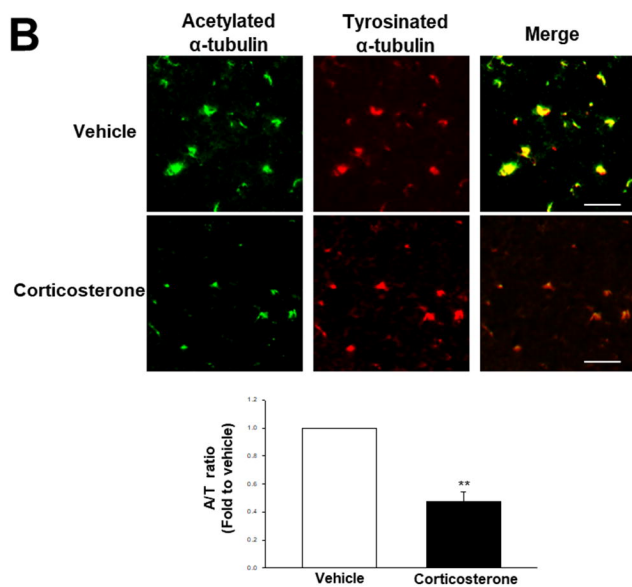 B
Acetylated
α-tubulin
Tyrosinated
α-tubulin
Merge
Vehicle
Corticosterone
A/T ratio
(Fold to vehicle)
1.2
1.0
0.8
0.6
0.4
0.2
0.0
**
Vehicle
Corticosterone